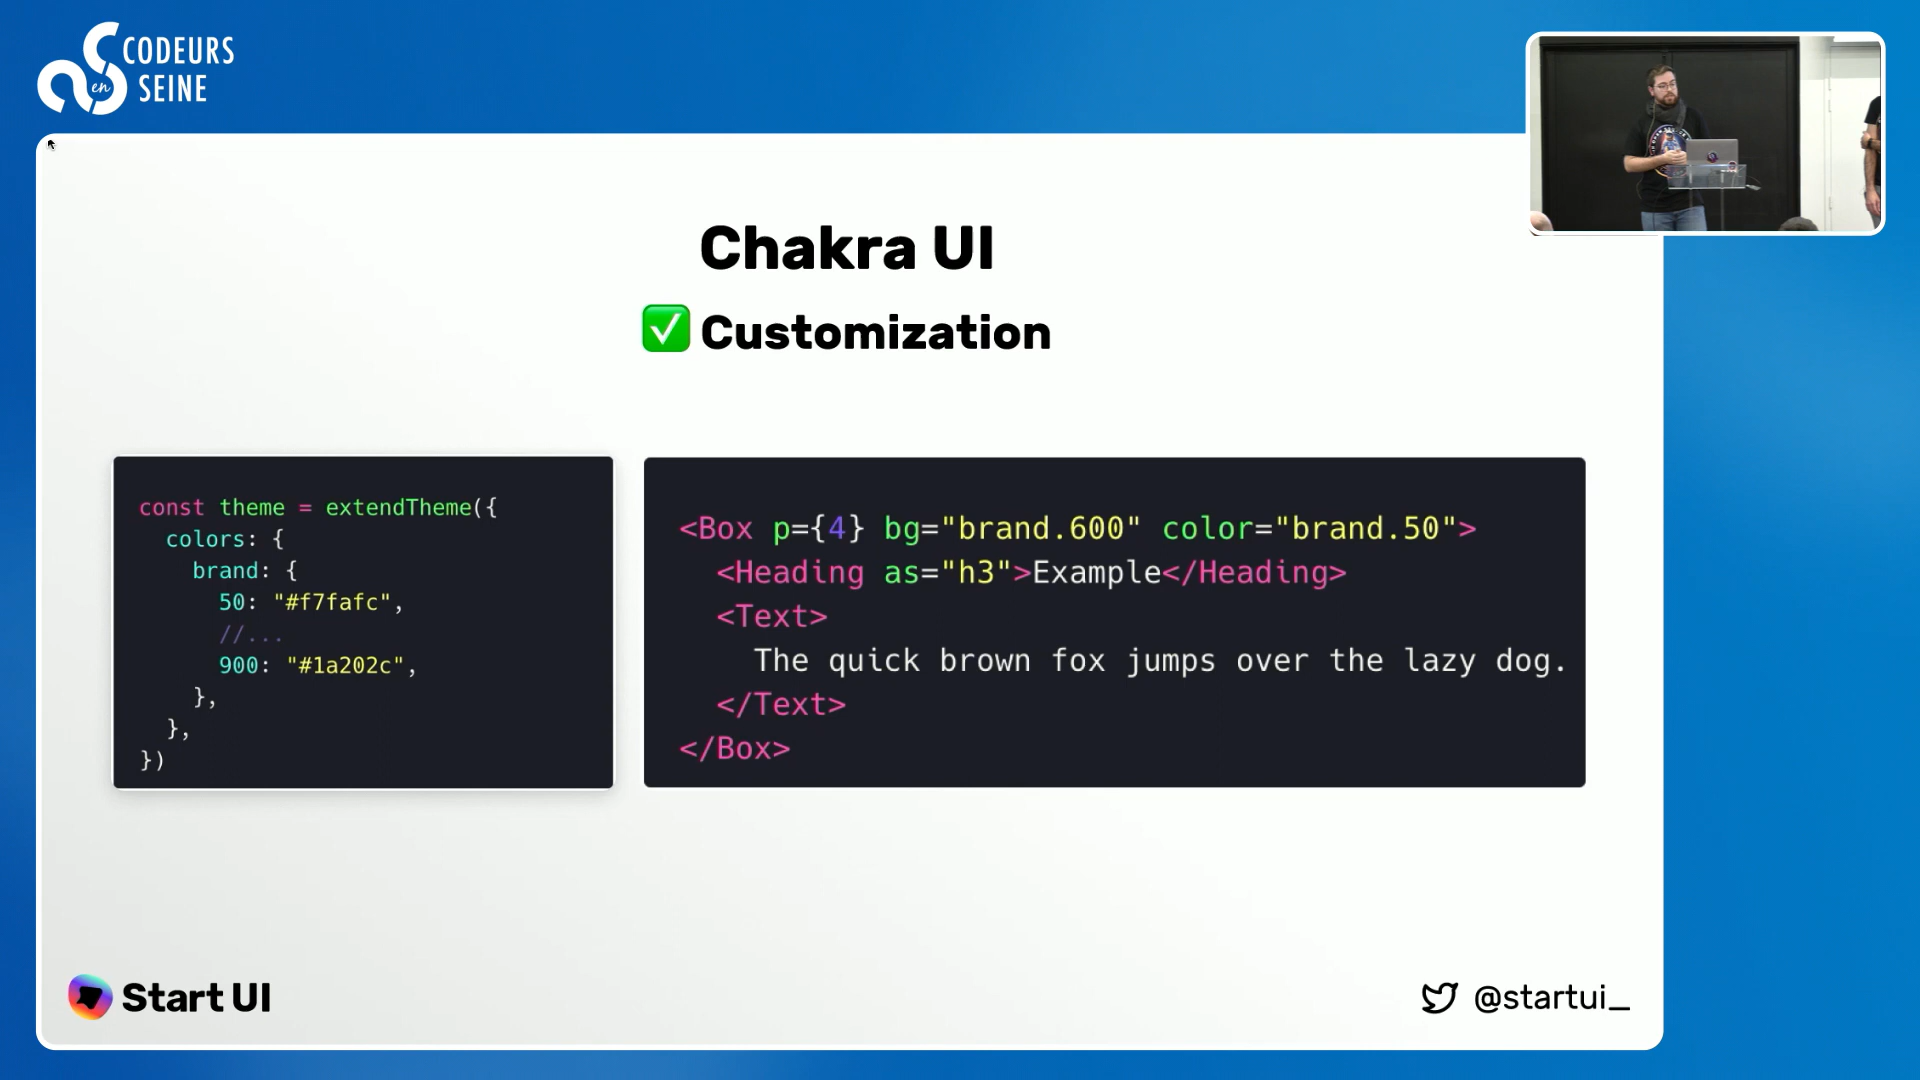 CODEURS
en
SEINE
Chakra UI
✅ Customization
const theme = extendTheme({
  colors: {
    brand: {
      50: "#f7fafc",
      //...
      900: "#1a202c",
    },
  },
})
<Box p={4} bg="brand.600" color="brand.50">
  <Heading as="h3">Example</Heading>
  <Text>
    The quick brown fox jumps over the lazy dog.
  </Text>
</Box>
Start UI
@startui_